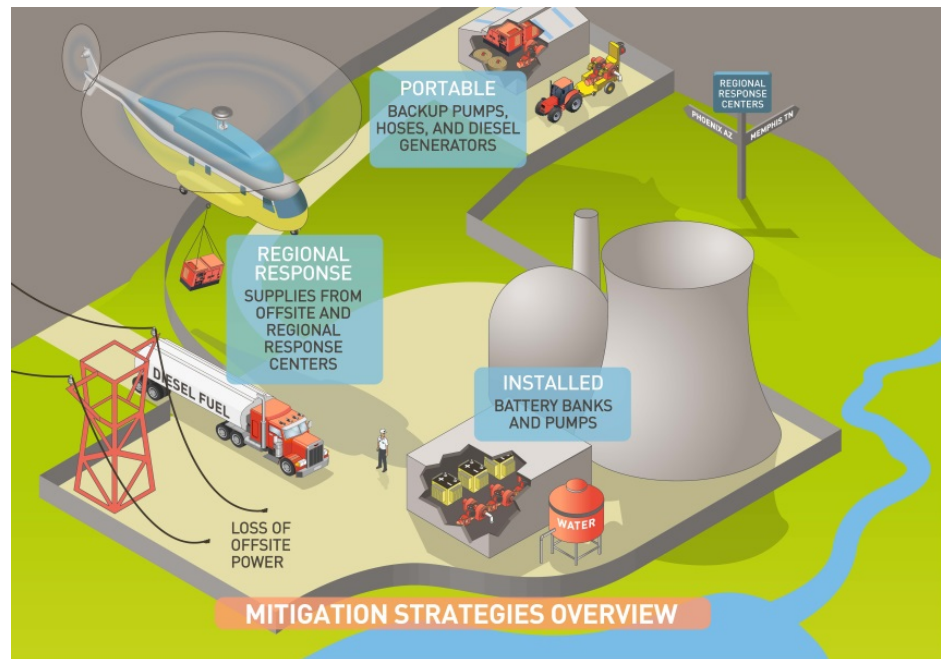 PORTABLE
BACKUP PUMPS,
HOSES, AND DIESEL
GENERATORS
REGIONAL
RESPONSE
CENTERS
PHOENIX AZ
MEMPHIS TN
REGIONAL
RESPONSE
SUPPLIES FROM
OFFSITE AND
REGIONAL
RESPONSE
CENTERS
DIESEL FUEL
INSTALLED
BATTERY BANKS
AND PUMPS
WATER
LOSS OF
OFFSITE
POWER
MITIGATION STRATEGIES OVERVIEW